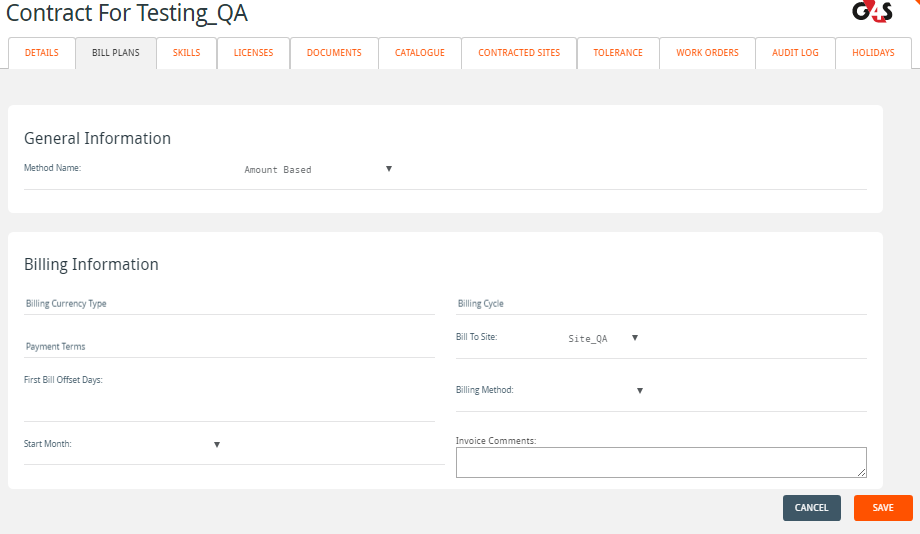 Contract For Testing_QA
G4S
DETAILS
BILL PLANS
SKILLS
LICENSES
DOCUMENTS
CATALOGUE
CONTRACTED SITES
TOLERANCE
WORK ORDERS
AUDIT LOG
HOLIDAYS
General Information
Method Name:
Amount Based
Billing Information
Billing Currency Type
Billing Cycle
Bill To Site:
Site_QA
Payment Terms
First Bill Offset Days:
Billing Method:
Start Month:
Invoice Comments:
CANCEL
SAVE